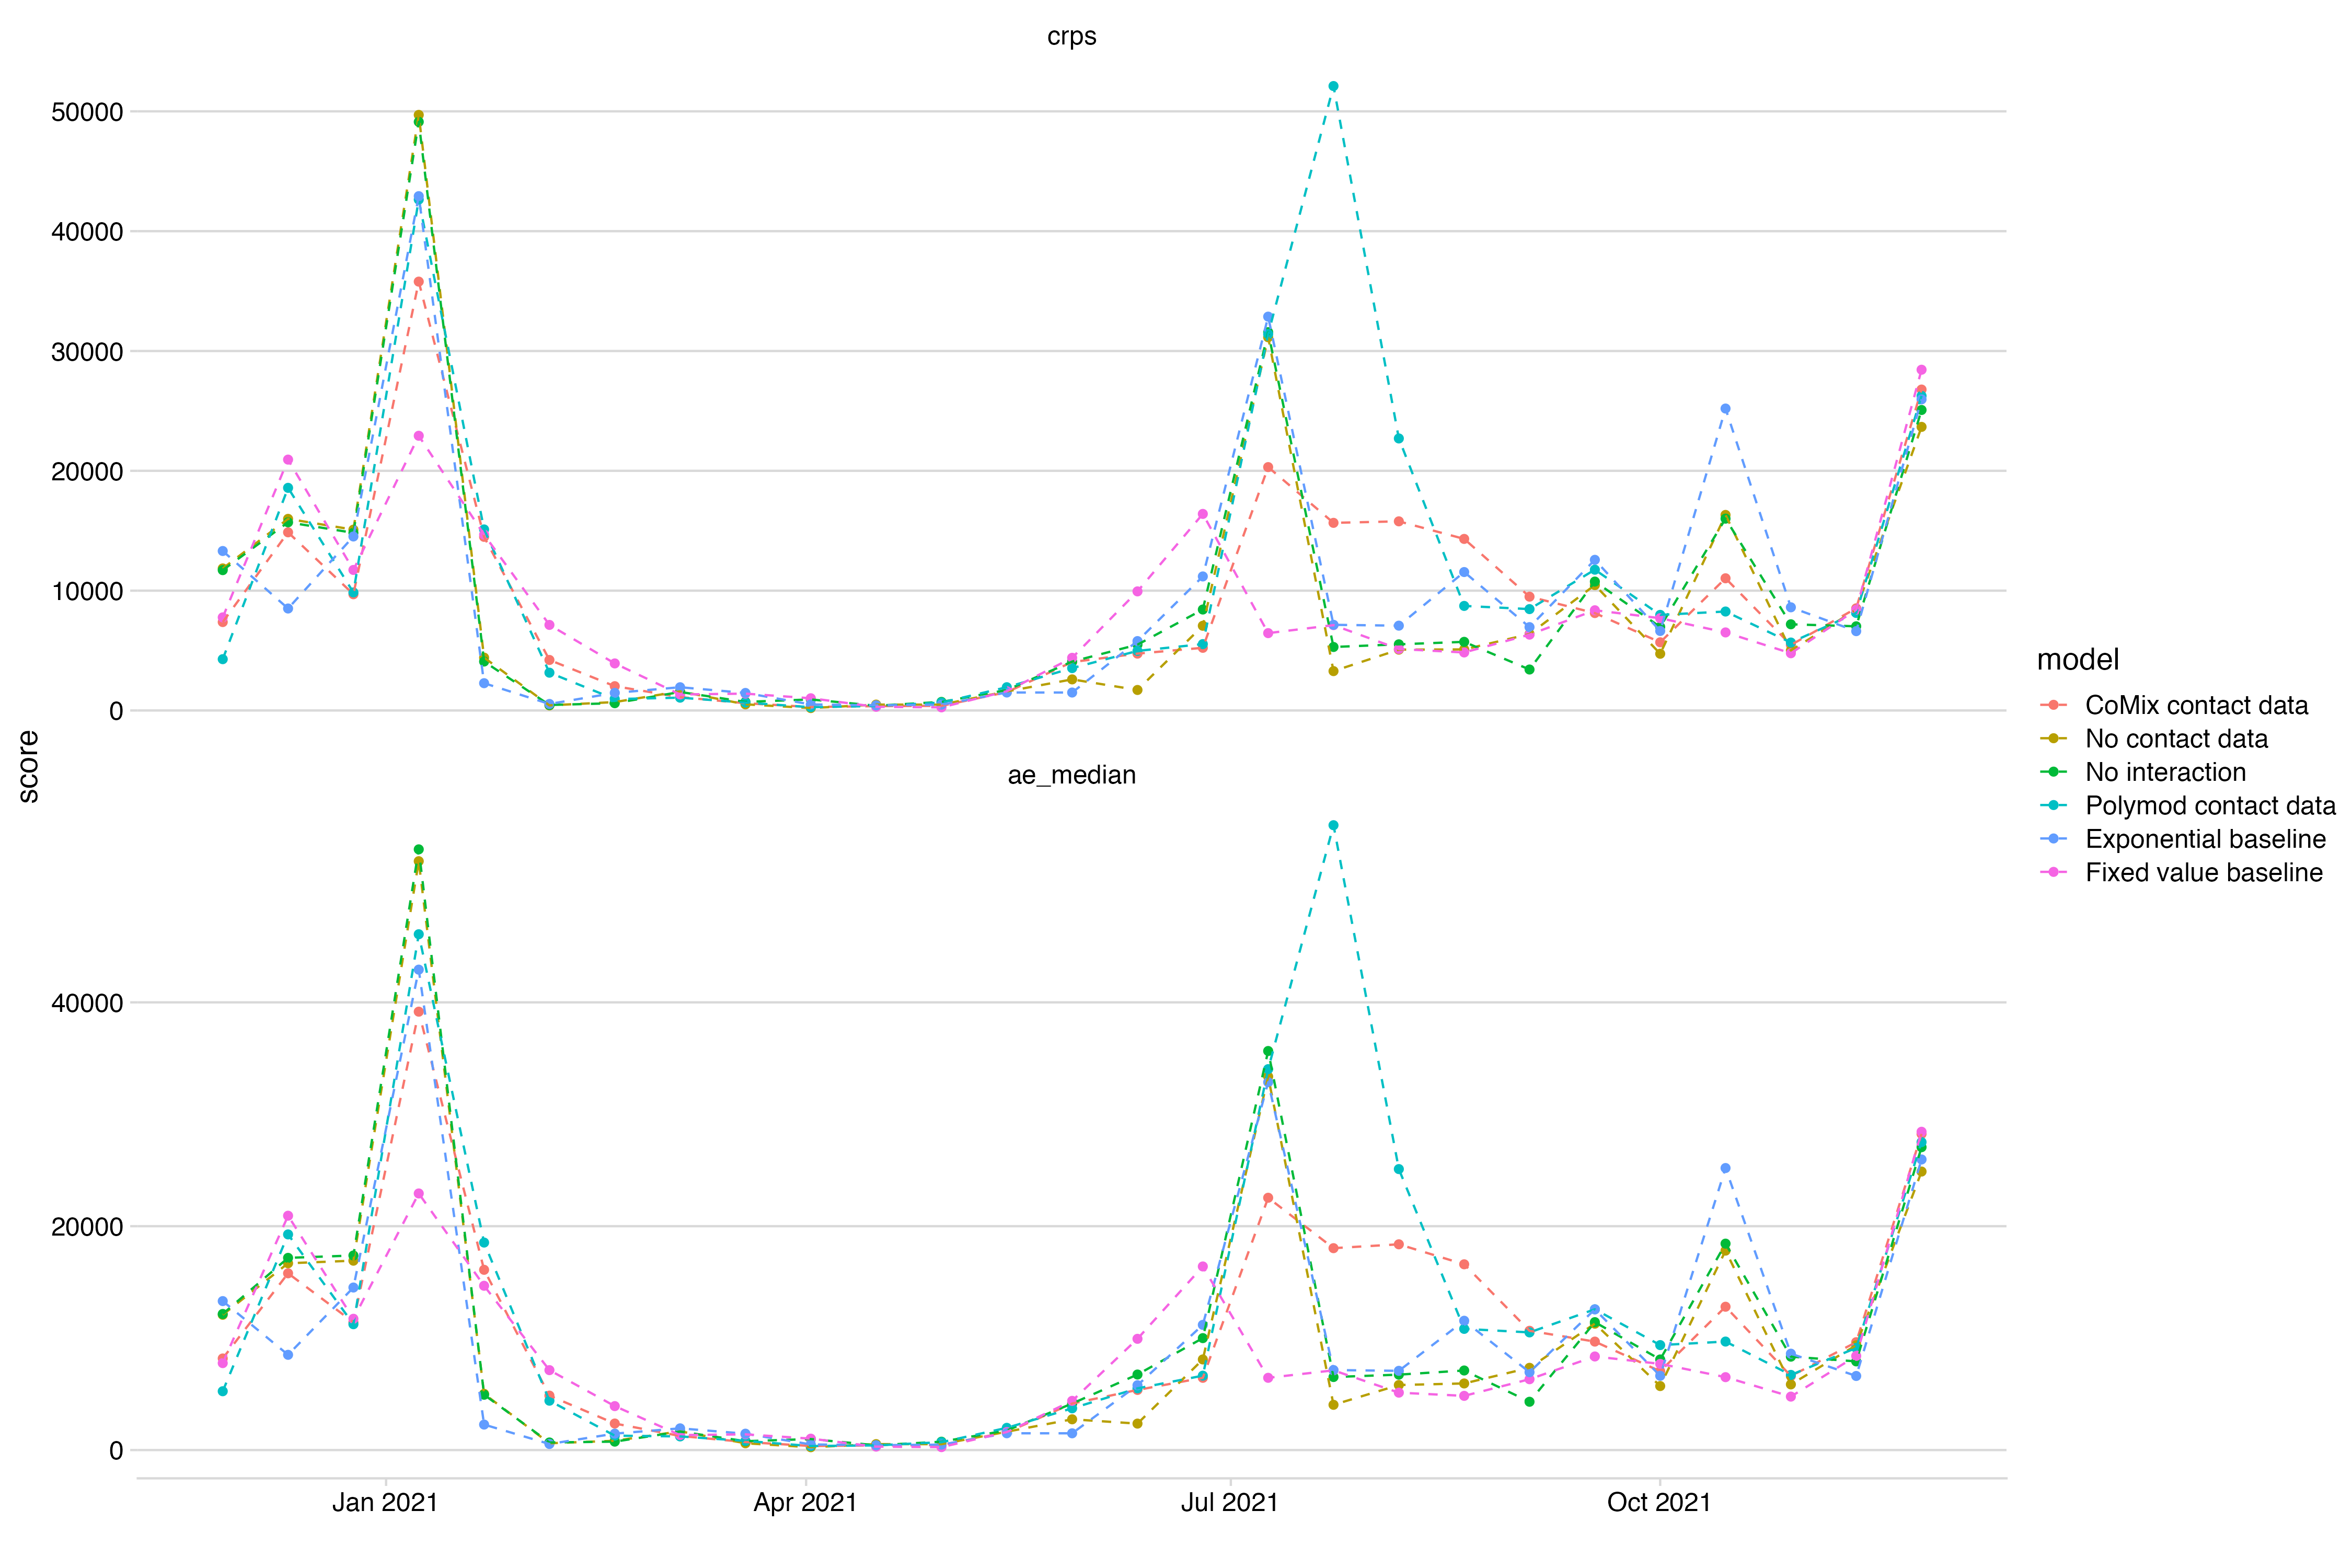 crps
50000
40000
30000
20000
10000
0
score
ae_median
40000
20000
0
Jan 2021
Apr 2021
Jul 2021
Oct 2021
model
CoMix contact data
No contact data
No interaction
Polymod contact data
Exponential baseline
Fixed value baseline